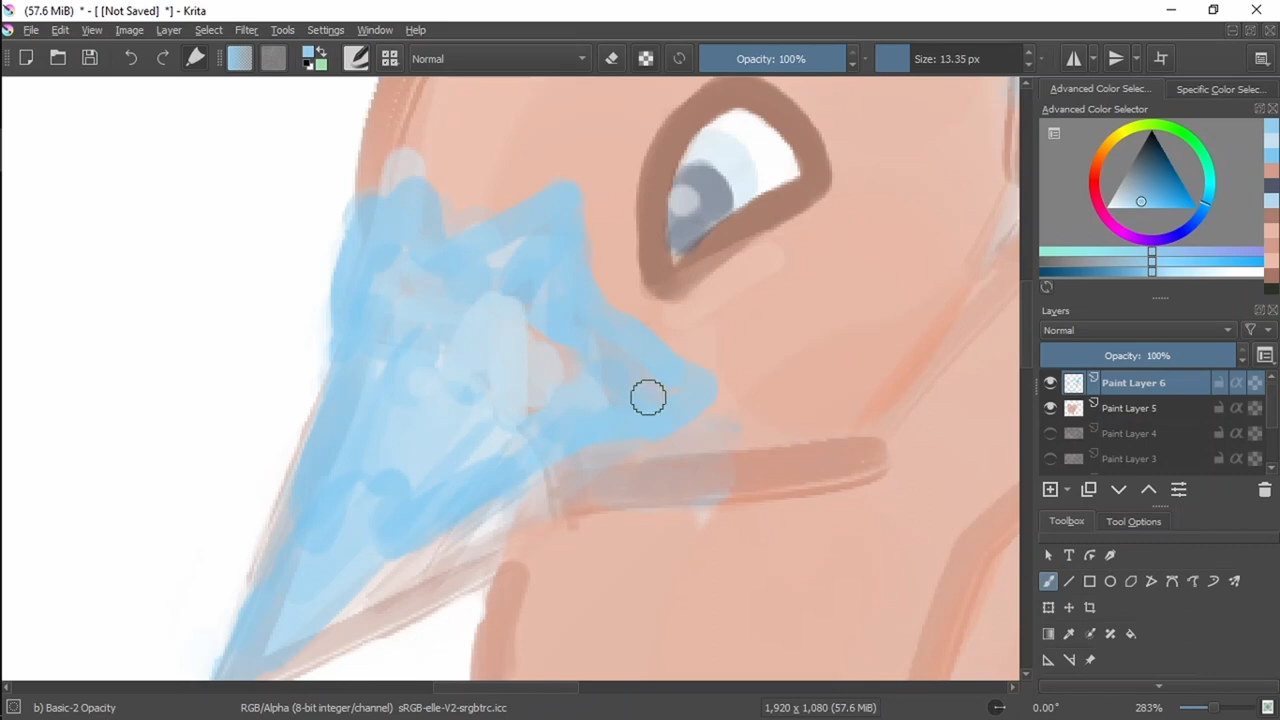 (57.6 MiB) * - [ [Not Saved] *] - Krita
File Edit View Image Layer Select Filter Tools Settings Window Help
Normal Opacity: 100% Size: 13.35 px
Advanced Color Selec... Specific Color Selec...
Advanced Color Selector
Layers
Normal
Opacity: 100%
Paint Layer 6
Paint Layer 5
Paint Layer 4
Paint Layer 3
Toolbox Tool Options
b) Basic-2 Opacity RGB/Alpha (8-bit integer/channel) sRGB-elle-V2-srgbtrc.icc 1,920 x 1,080 (57.6 MiB) 0.00° 283%